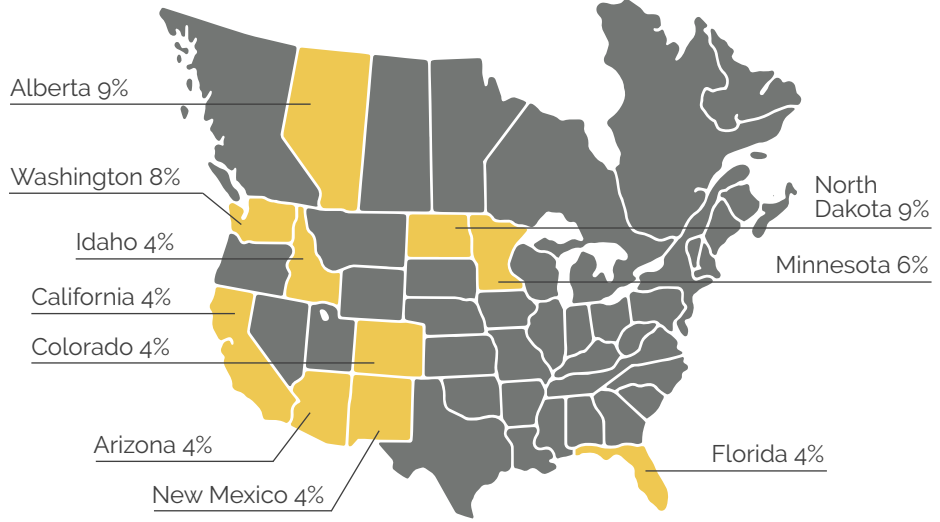 Alberta 9%
Washington 8%
North
Dakota 9%
Idaho 4%
Minnesota 6%
California 4%
Colorado 4%
Arizona 4%
Florida 4%
New Mexico 4%